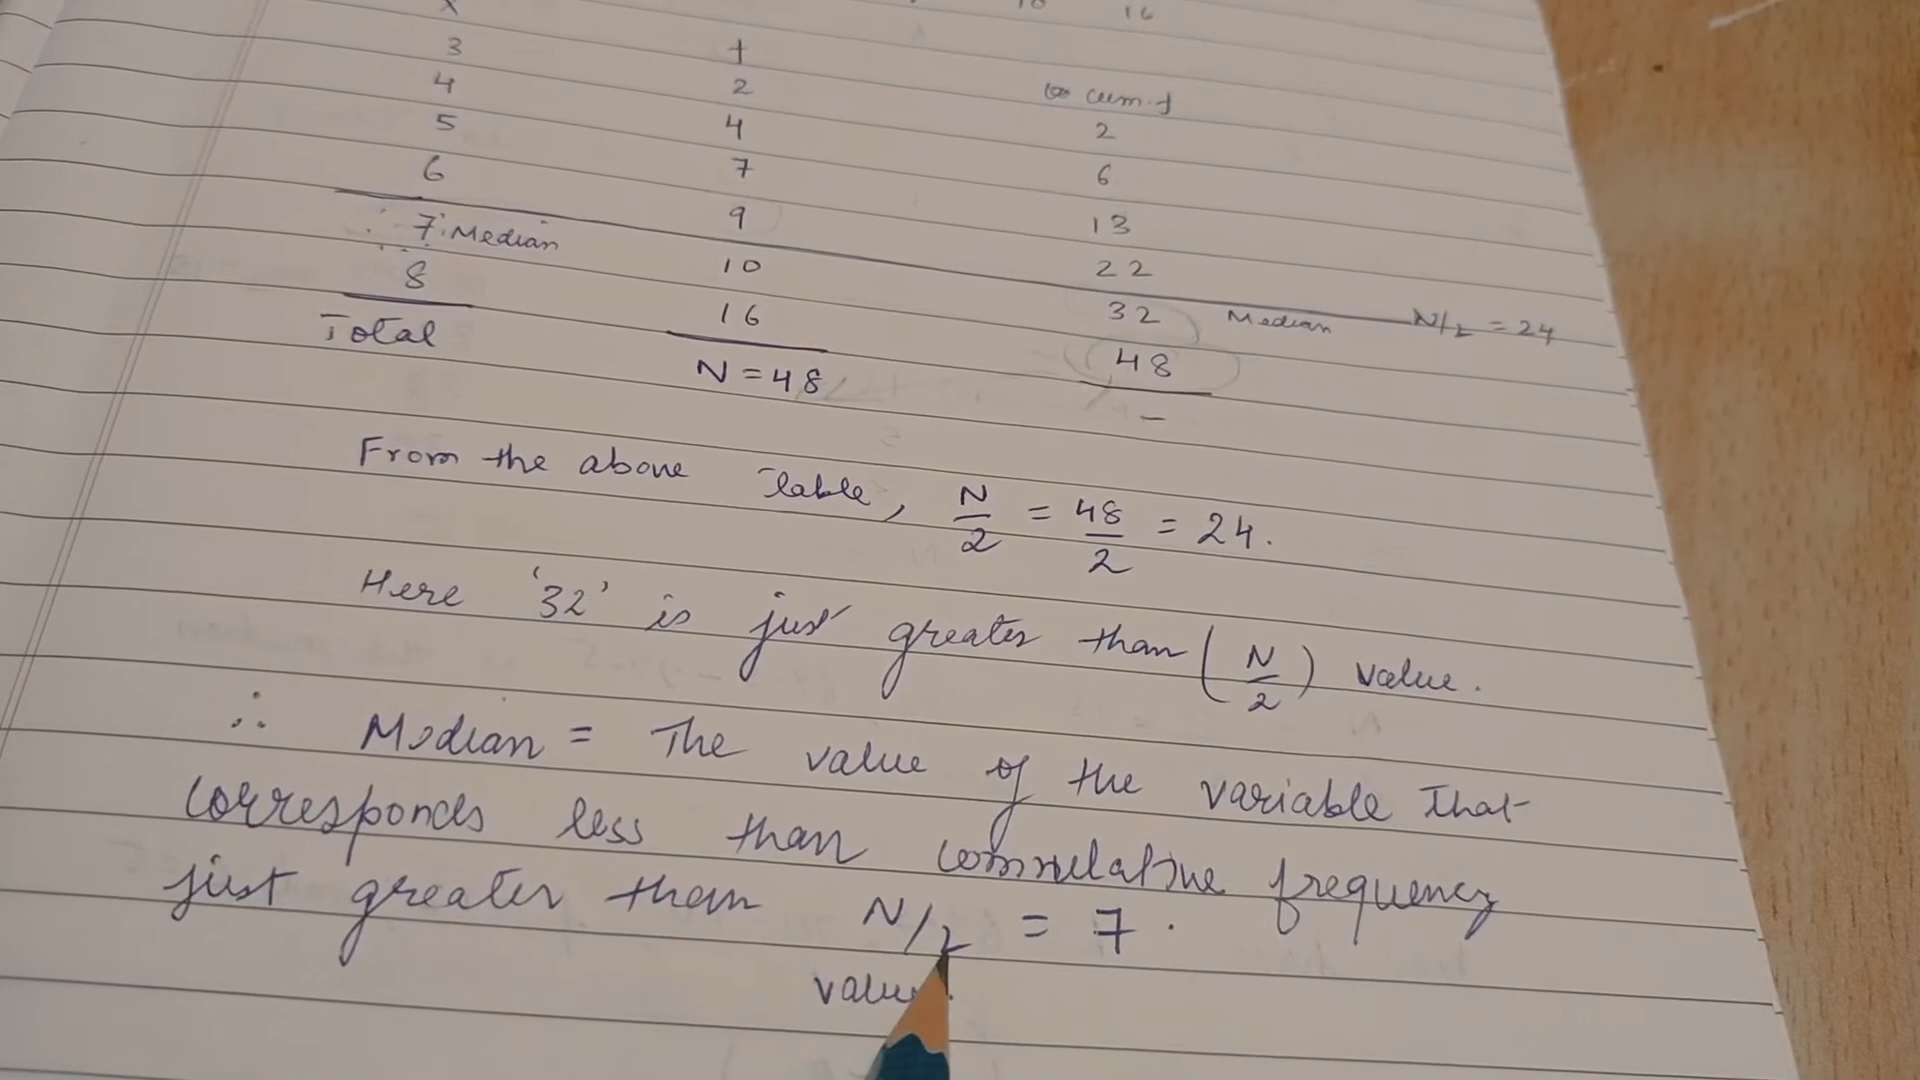 x
16
3 f
4 2 cum.f
5 4 2
6 7 6
7 Median 9 13
8 10 22
Total 16 32 Median N/2 = 24
N = 48 48
–
From the above Table, N/2 = 48/2 = 24.
Here '32' is just greater than (N/2) value.
∴ Median = The value of the variable That
corresponds less than commulative frequency
just greater than N/2 = 7.
value.